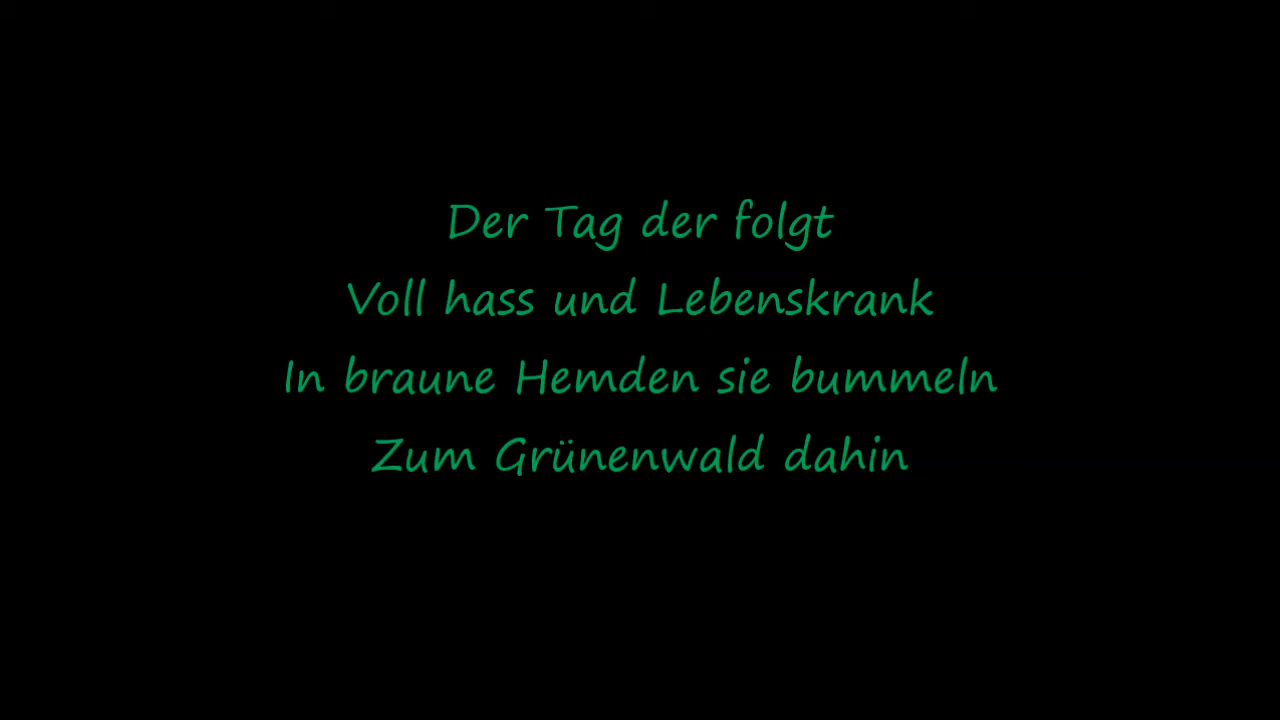 Der Tag der folgt
Voll hass und Lebenskrank
In braune Hemden sie bummeln
Zum Grünenwald dahin